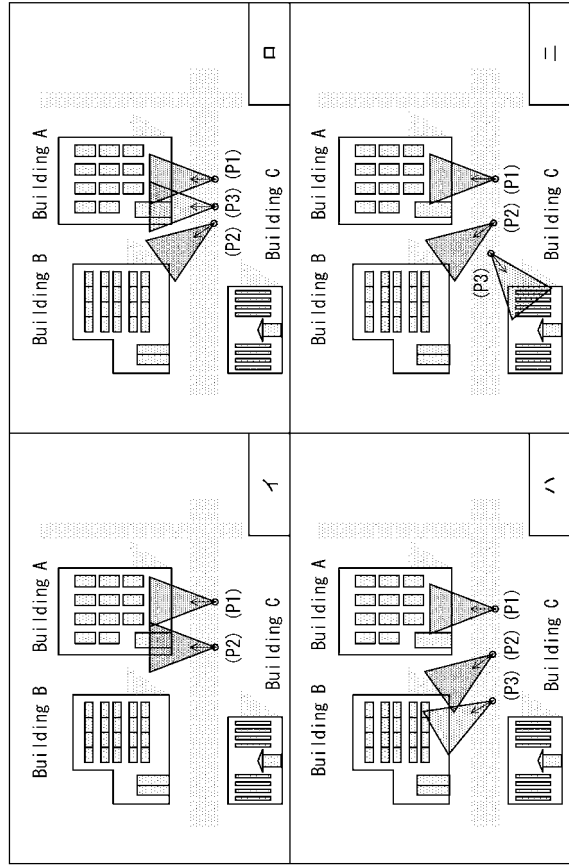 Building B
Building A
(P2)
(P1)
Building C
イ
Building B
Building A
(P2)
(P3)
(P1)
Building C
ロ
Building B
Building A
(P3)
(P2)
(P1)
Building C
ハ
Building B
Building A
(P3)
(P2)
(P1)
Building C
ニ